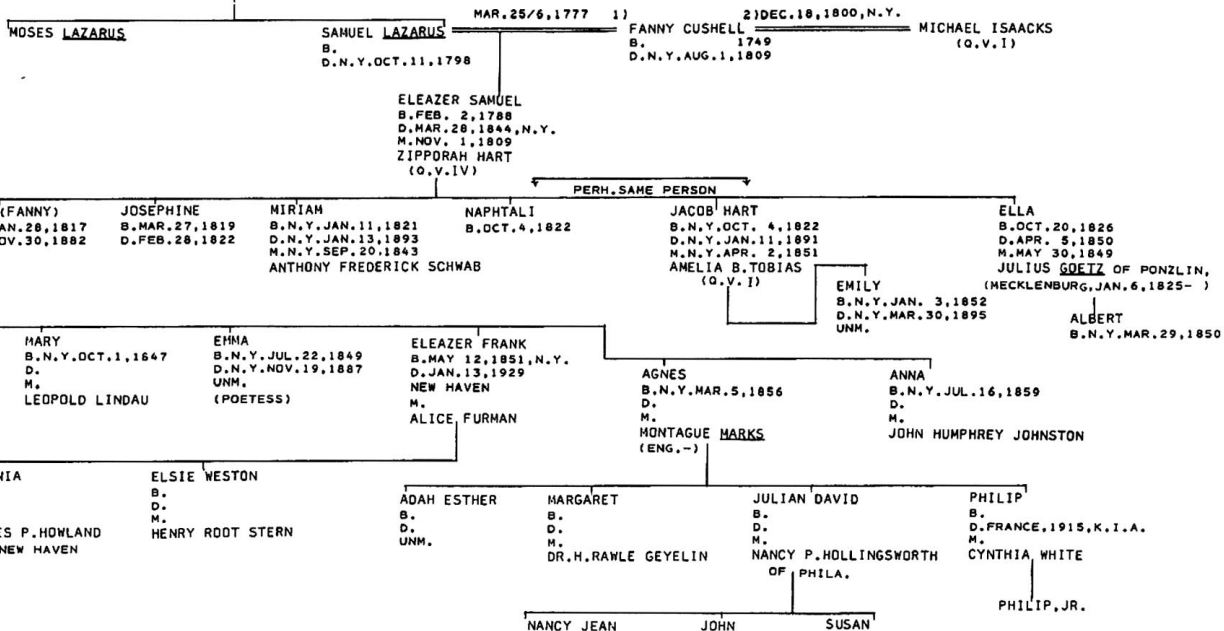 MAR.25/6,1777 1) 2)DEC.18,1800,N.Y.
MOSES LAZARUS
SAMUEL LAZARUS
B.
D.N.Y.OCT.11,1798
FANNY CUSHELL
B. 1749
D.N.Y.AUG.1,1809
MICHAEL ISAACKS
(Q.V.I)
ELEAZER SAMUEL
B.FEB. 2,1788
D.MAR.28,1844,N.Y.
M.NOV. 1,1809
ZIPPORAH HART
(Q.V.IV)
PERH.SAME PERSON
(FANNY)
AN.28,1817
OV.30,1882
JOSEPHINE
B.MAR.27,1819
D.FEB.28,1822
MIRIAM
B.N.Y.JAN.11,1821
D.N.Y.JAN.13,1893
M.N.Y.SEP.20,1843
ANTHONY FREDERICK SCHWAB
NAPHTALI
B.OCT.4,1822
JACOB HART
B.N.Y.OCT. 4,1822
D.N.Y.JAN.11,1891
M.N.Y.APR. 2,1851
AMELIA B.TOBIAS
(Q.V.I)
EMILY
B.N.Y.JAN. 3,1852
D.N.Y.MAR.30,1895
UNM.
ELLA
B.OCT.20,1826
D.APR. 5,1850
M.MAY 30,1849
JULIUS GOETZ OF PONZLIN,
(MECKLENBURG,JAN.6,1825- )
ALBERT
B.N.Y.MAR.29,1850
MARY
B.N.Y.OCT.1,1647
D.
M.
LEOPOLD LINDAU
EMMA
B.N.Y.JUL.22,1849
D.N.Y.NOV.19,1887
UNM.
(POETESS)
ELEAZER FRANK
B.MAY 12,1851,N.Y.
D.JAN.13,1929
NEW HAVEN
M.
ALICE FURMAN
AGNES
B.N.Y.MAR.5,1856
D.
M.
MONTAGUE MARKS
(ENG.-)
ANNA
B.N.Y.JUL.16,1859
D.
M.
JOHN HUMPHREY JOHNSTON
NIA
ES P.HOWLAND
NEW HAVEN
ELSIE WESTON
B.
D.
M.
HENRY ROOT STERN
ADAH ESTHER
B.
D.
UNM.
MARGARET
B.
D.
M.
DR.H.RAWLE GEYELIN
JULIAN DAVID
B.
D.
M.
NANCY P.HOLLINGSWORTH
OF PHILA.
PHILIP
B.
D.FRANCE,1915,K.I.A.
M.
CYNTHIA WHITE
PHILIP,JR.
NANCY JEAN
JOHN
SUSAN